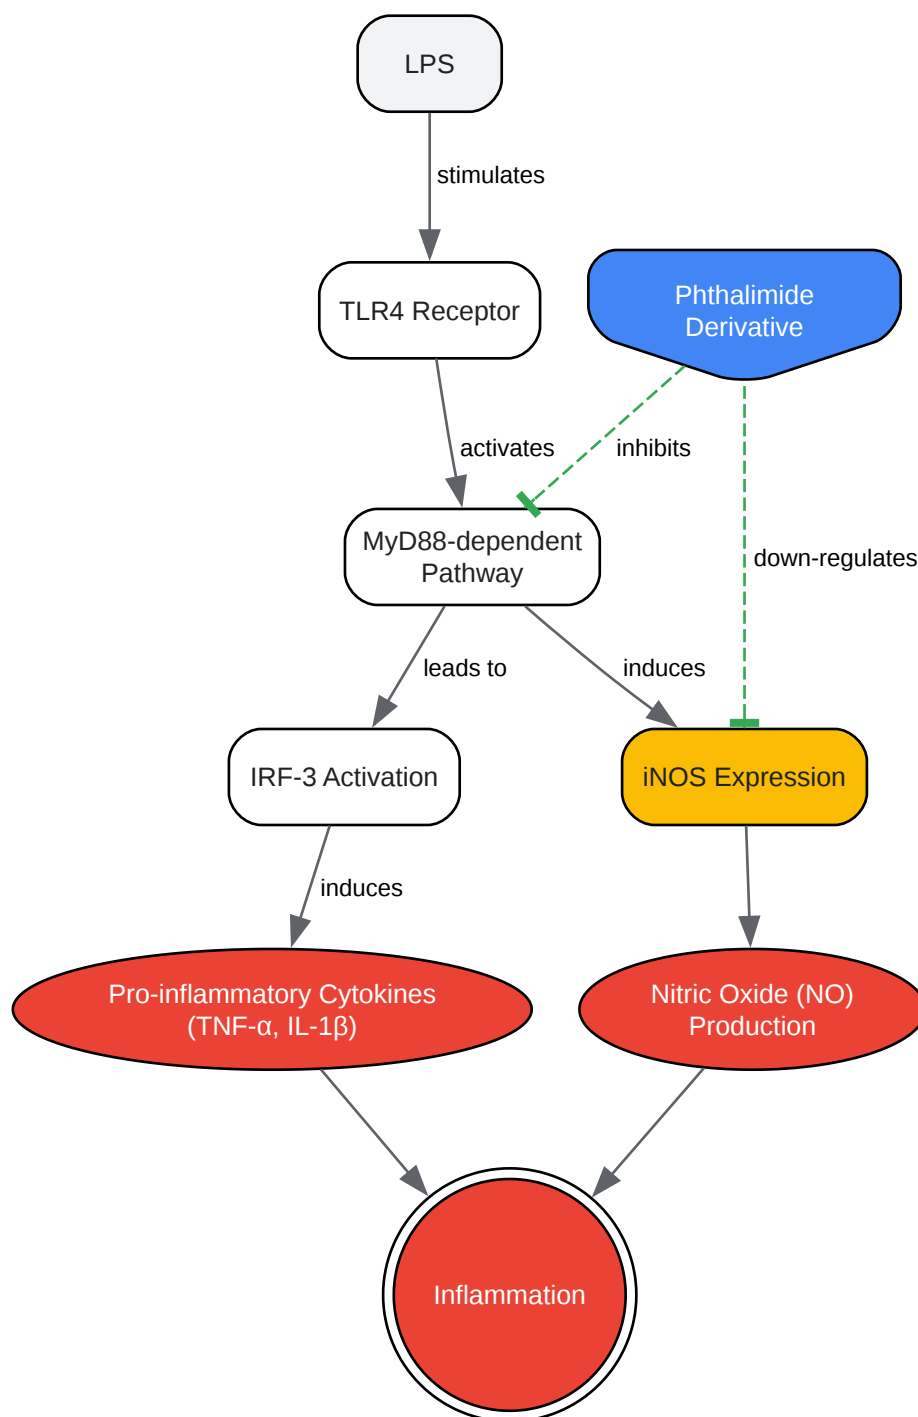 LPS
stimulates
TLR4 Receptor
Phthalimide
Derivative
activates
inhibits
MyD88-dependent
Pathway
down-regulates
leads to
induces
IRF-3 Activation
iNOS Expression
induces
Pro-inflammatory Cytokines
(TNF-α, IL-1β)
Nitric Oxide (NO)
Production
Inflammation